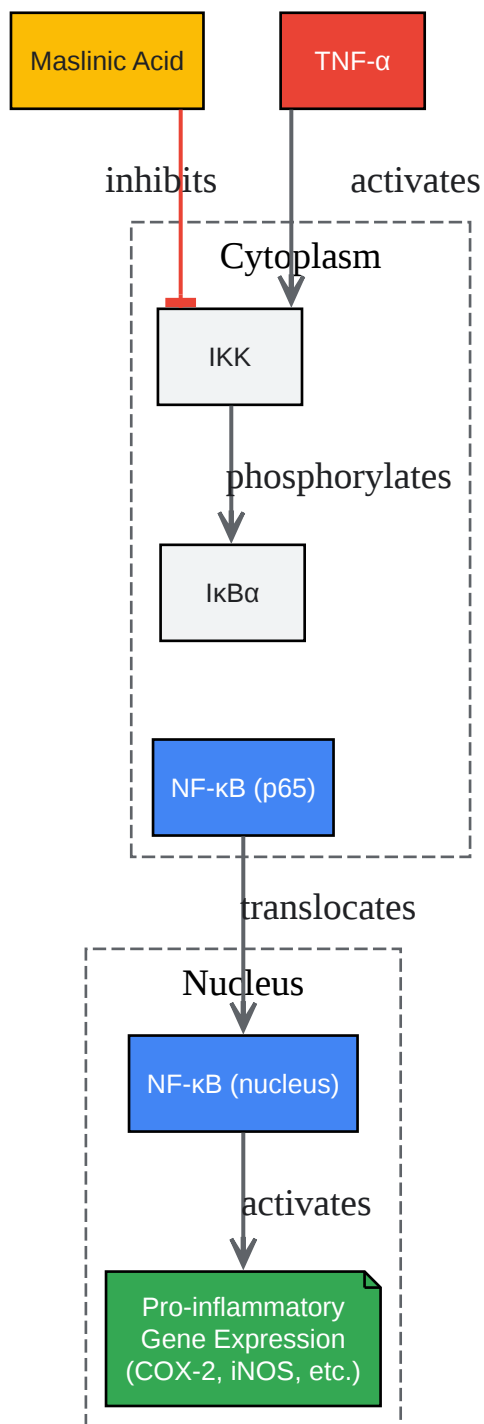 Maslinic Acid
TNF-α
inhibits
activates
Cytoplasm
IKK
phosphorylates
IκBα
NF-κB (p65)
translocates
Nucleus
NF-κB (nucleus)
activates
Pro-inflammatory
Gene Expression
(COX-2, iNOS, etc.)